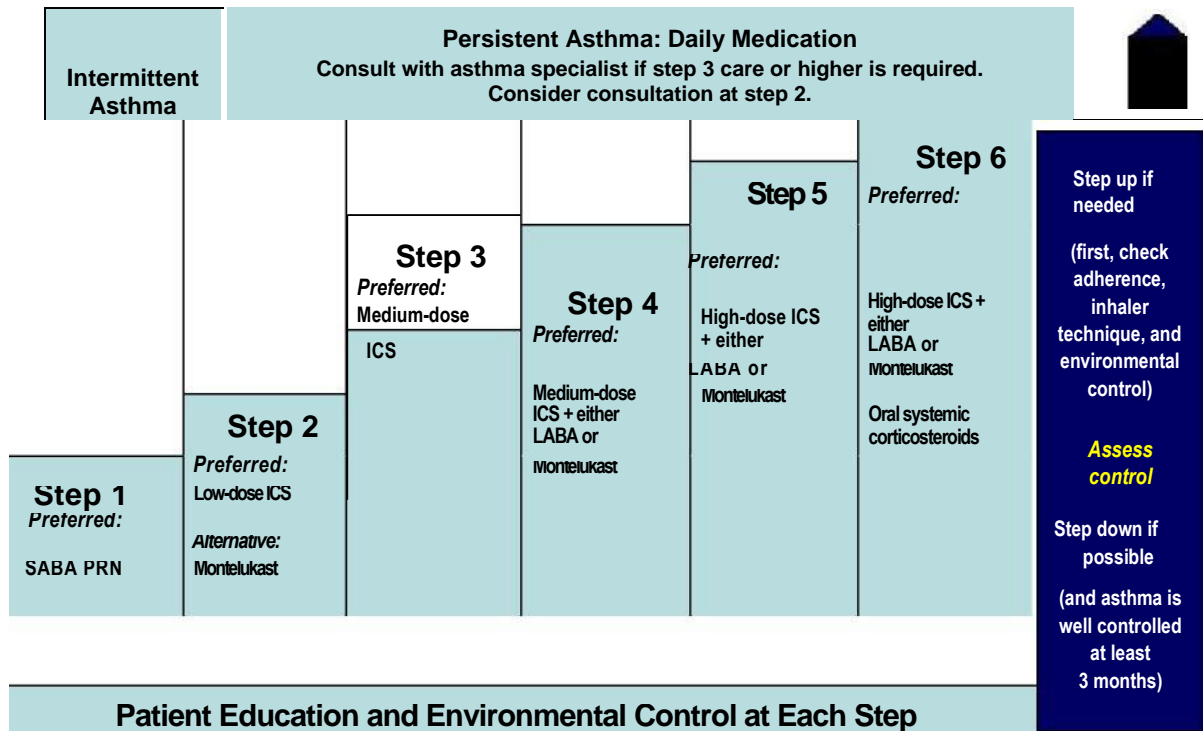 Intermittent
Asthma
Persistent Asthma: Daily Medication
Consult with asthma specialist if step 3 care or higher is required.
Consider consultation at step 2.
Step 1
Preferred:
SABA PRN
Step 2
Preferred:
Low-dose ICS
Alternative:
Montelukast
Step 3
Preferred:
Medium-dose
ICS
Step 4
Preferred:
Medium-dose
ICS + either
LABA or
Montelukast
Step 5
Preferred:
High-dose ICS
+ either
LABA or
Montelukast
Step 6
Preferred:
High-dose ICS +
either
LABA or
Montelukast
Oral systemic
corticosteroids
Step up if
needed
(first, check
adherence,
inhaler
technique, and
environmental
control)
Assess
control
Step down if
possible
(and asthma is
well controlled
at least
3 months)
Patient Education and Environmental Control at Each Step